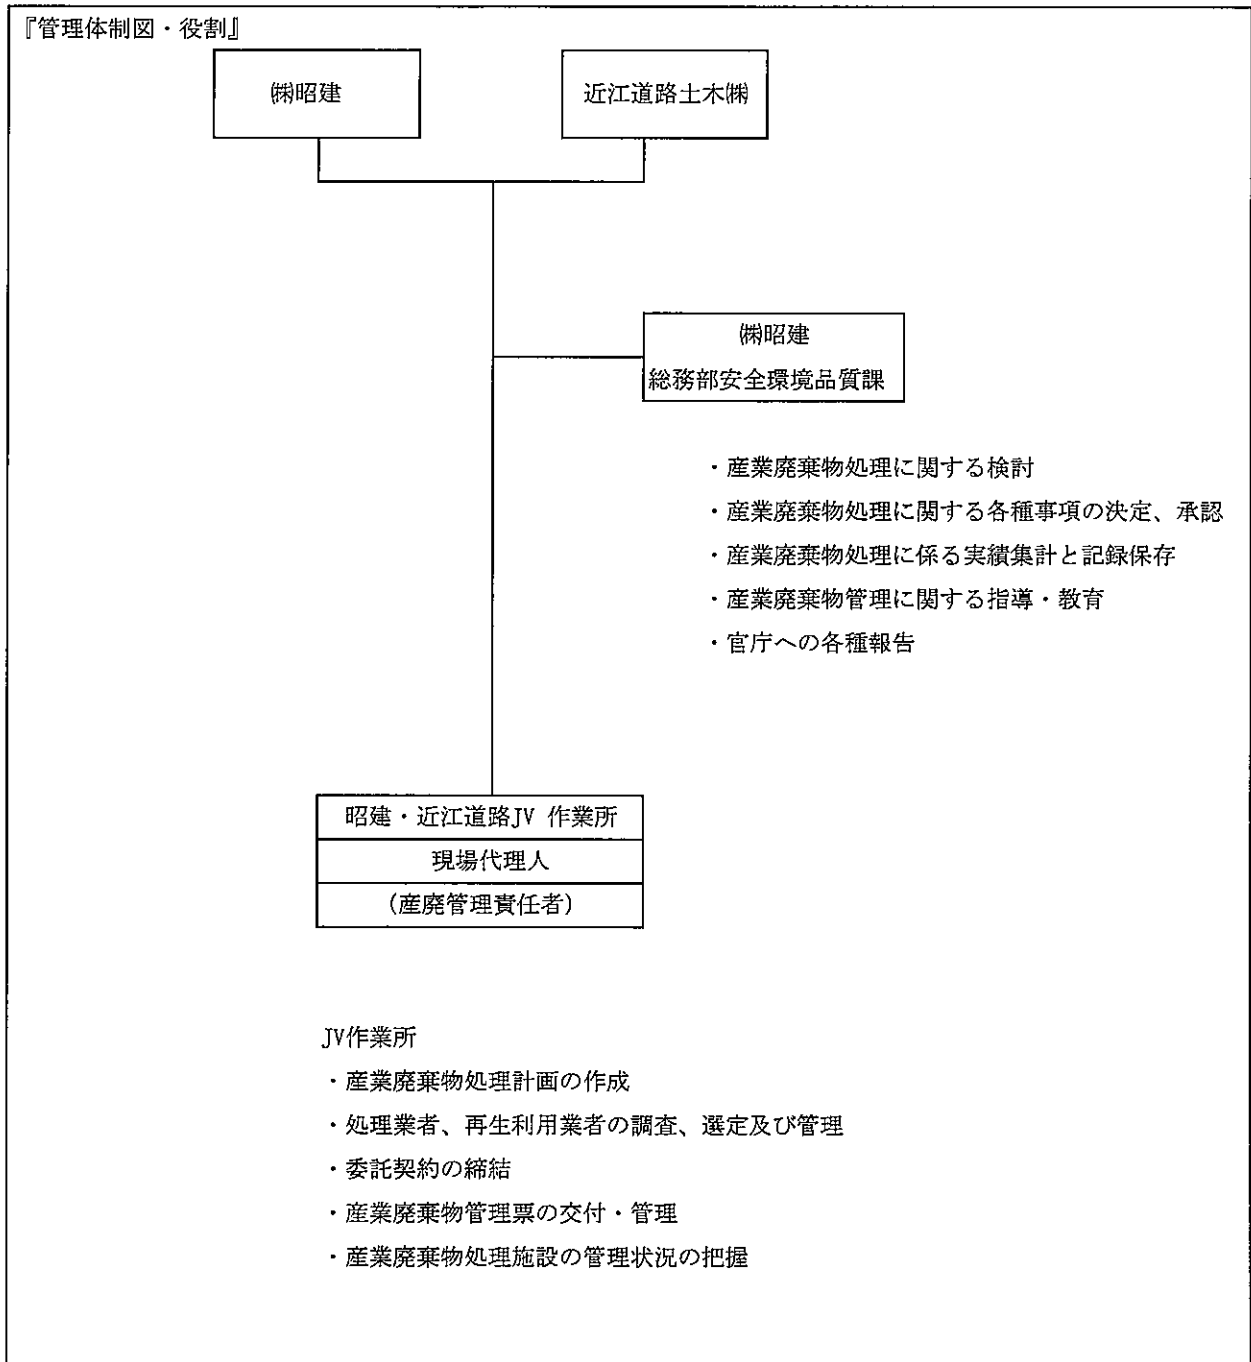 『管理体制図・役割』
㈱昭建
近江道路土木㈱
㈱昭建
総務部安全環境品質課
・産業廃棄物処理に関する検討
・産業廃棄物処理に関する各種事項の決定、承認
・産業廃棄物処理に係る実績集計と記録保存
・産業廃棄物管理に関する指導・教育
・官庁への各種報告
昭建・近江道路JV 作業所
現場代理人
(産廃管理責任者)
JV作業所
・産業廃棄物処理計画の作成
・処理業者、再生利用業者の調査、選定及び管理
・委託契約の締結
・産業廃棄物管理票の交付・管理
・産業廃棄物処理施設の管理状況の把握